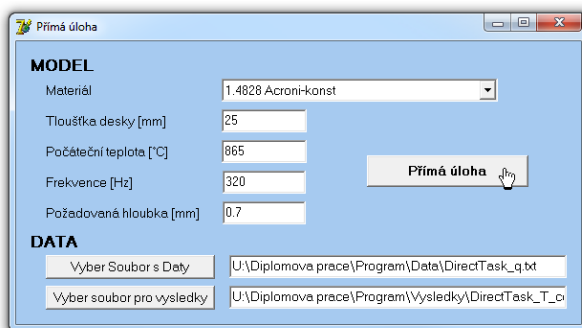 Přímá úloha
MODEL
Materiál 1.4828 Acroni-konst
Tloušťka desky [mm] 25
Počáteční teplota [°C] 865
Frekvence [Hz] 320
Přímá úloha
Požadovaná hloubka [mm] 0.7
DATA
Vyber Soubor s Daty U:\Diplomova prace\Program\Data\DirectTask_q.txt
Vyber soubor pro vysledky U:\Diplomova prace\Program\Vysledky\DirectTask_T_c